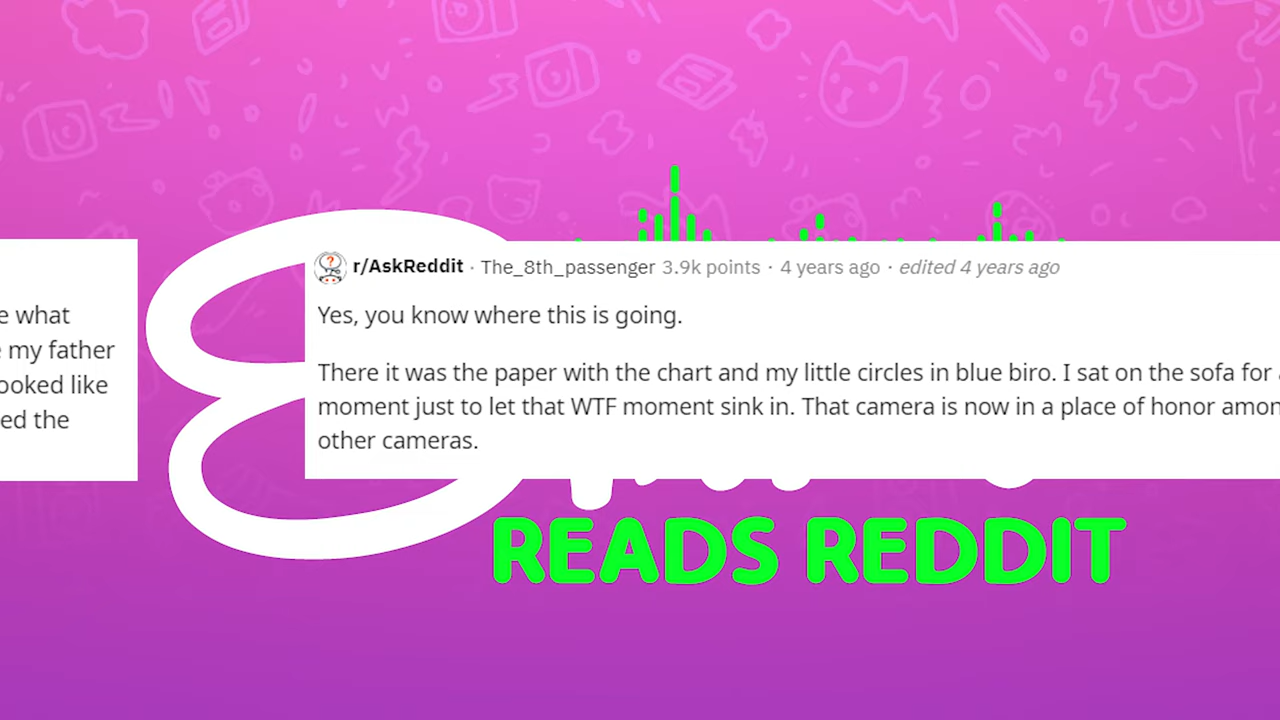 e what
my father
ooked like
ed the
r/AskReddit · The_8th_passenger 3.9k points · 4 years ago · edited 4 years ago
Yes, you know where this is going.
There it was the paper with the chart and my little circles in blue biro. I sat on the sofa for
moment just to let that WTF moment sink in. That camera is now in a place of honor amon
other cameras.
READS REDDIT